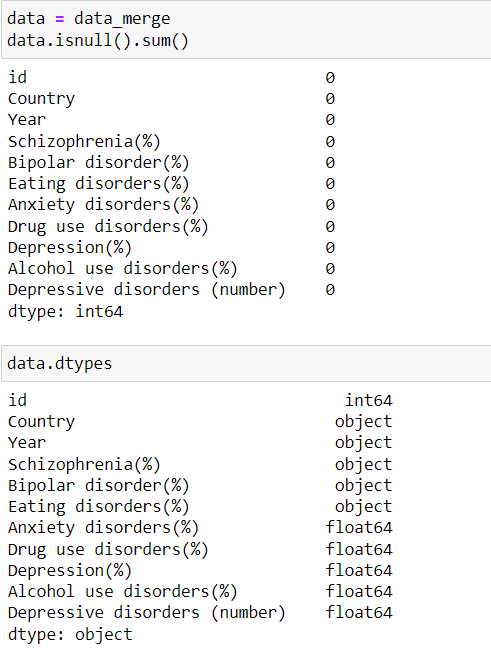 data = data_merge
data.isnull().sum()
id 0
Country 0
Year 0
Schizophrenia(%) 0
Bipolar disorder(%) 0
Eating disorders(%) 0
Anxiety disorders(%) 0
Drug use disorders(%) 0
Depression(%) 0
Alcohol use disorders(%) 0
Depressive disorders (number) 0
dtype: int64
data.dtypes
id int64
Country object
Year object
Schizophrenia(%) object
Bipolar disorder(%) object
Eating disorders(%) object
Anxiety disorders(%) float64
Drug use disorders(%) float64
Depression(%) float64
Alcohol use disorders(%) float64
Depressive disorders (number) float64
dtype: object